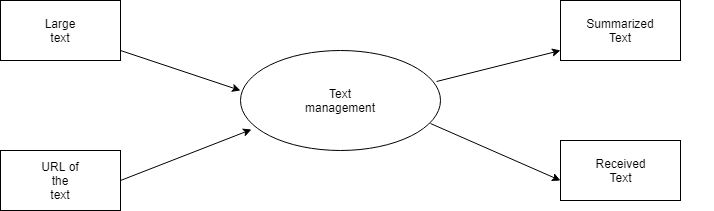 Large
text
Summarized
Text
Text
management
URL of
the
text
Received
Text